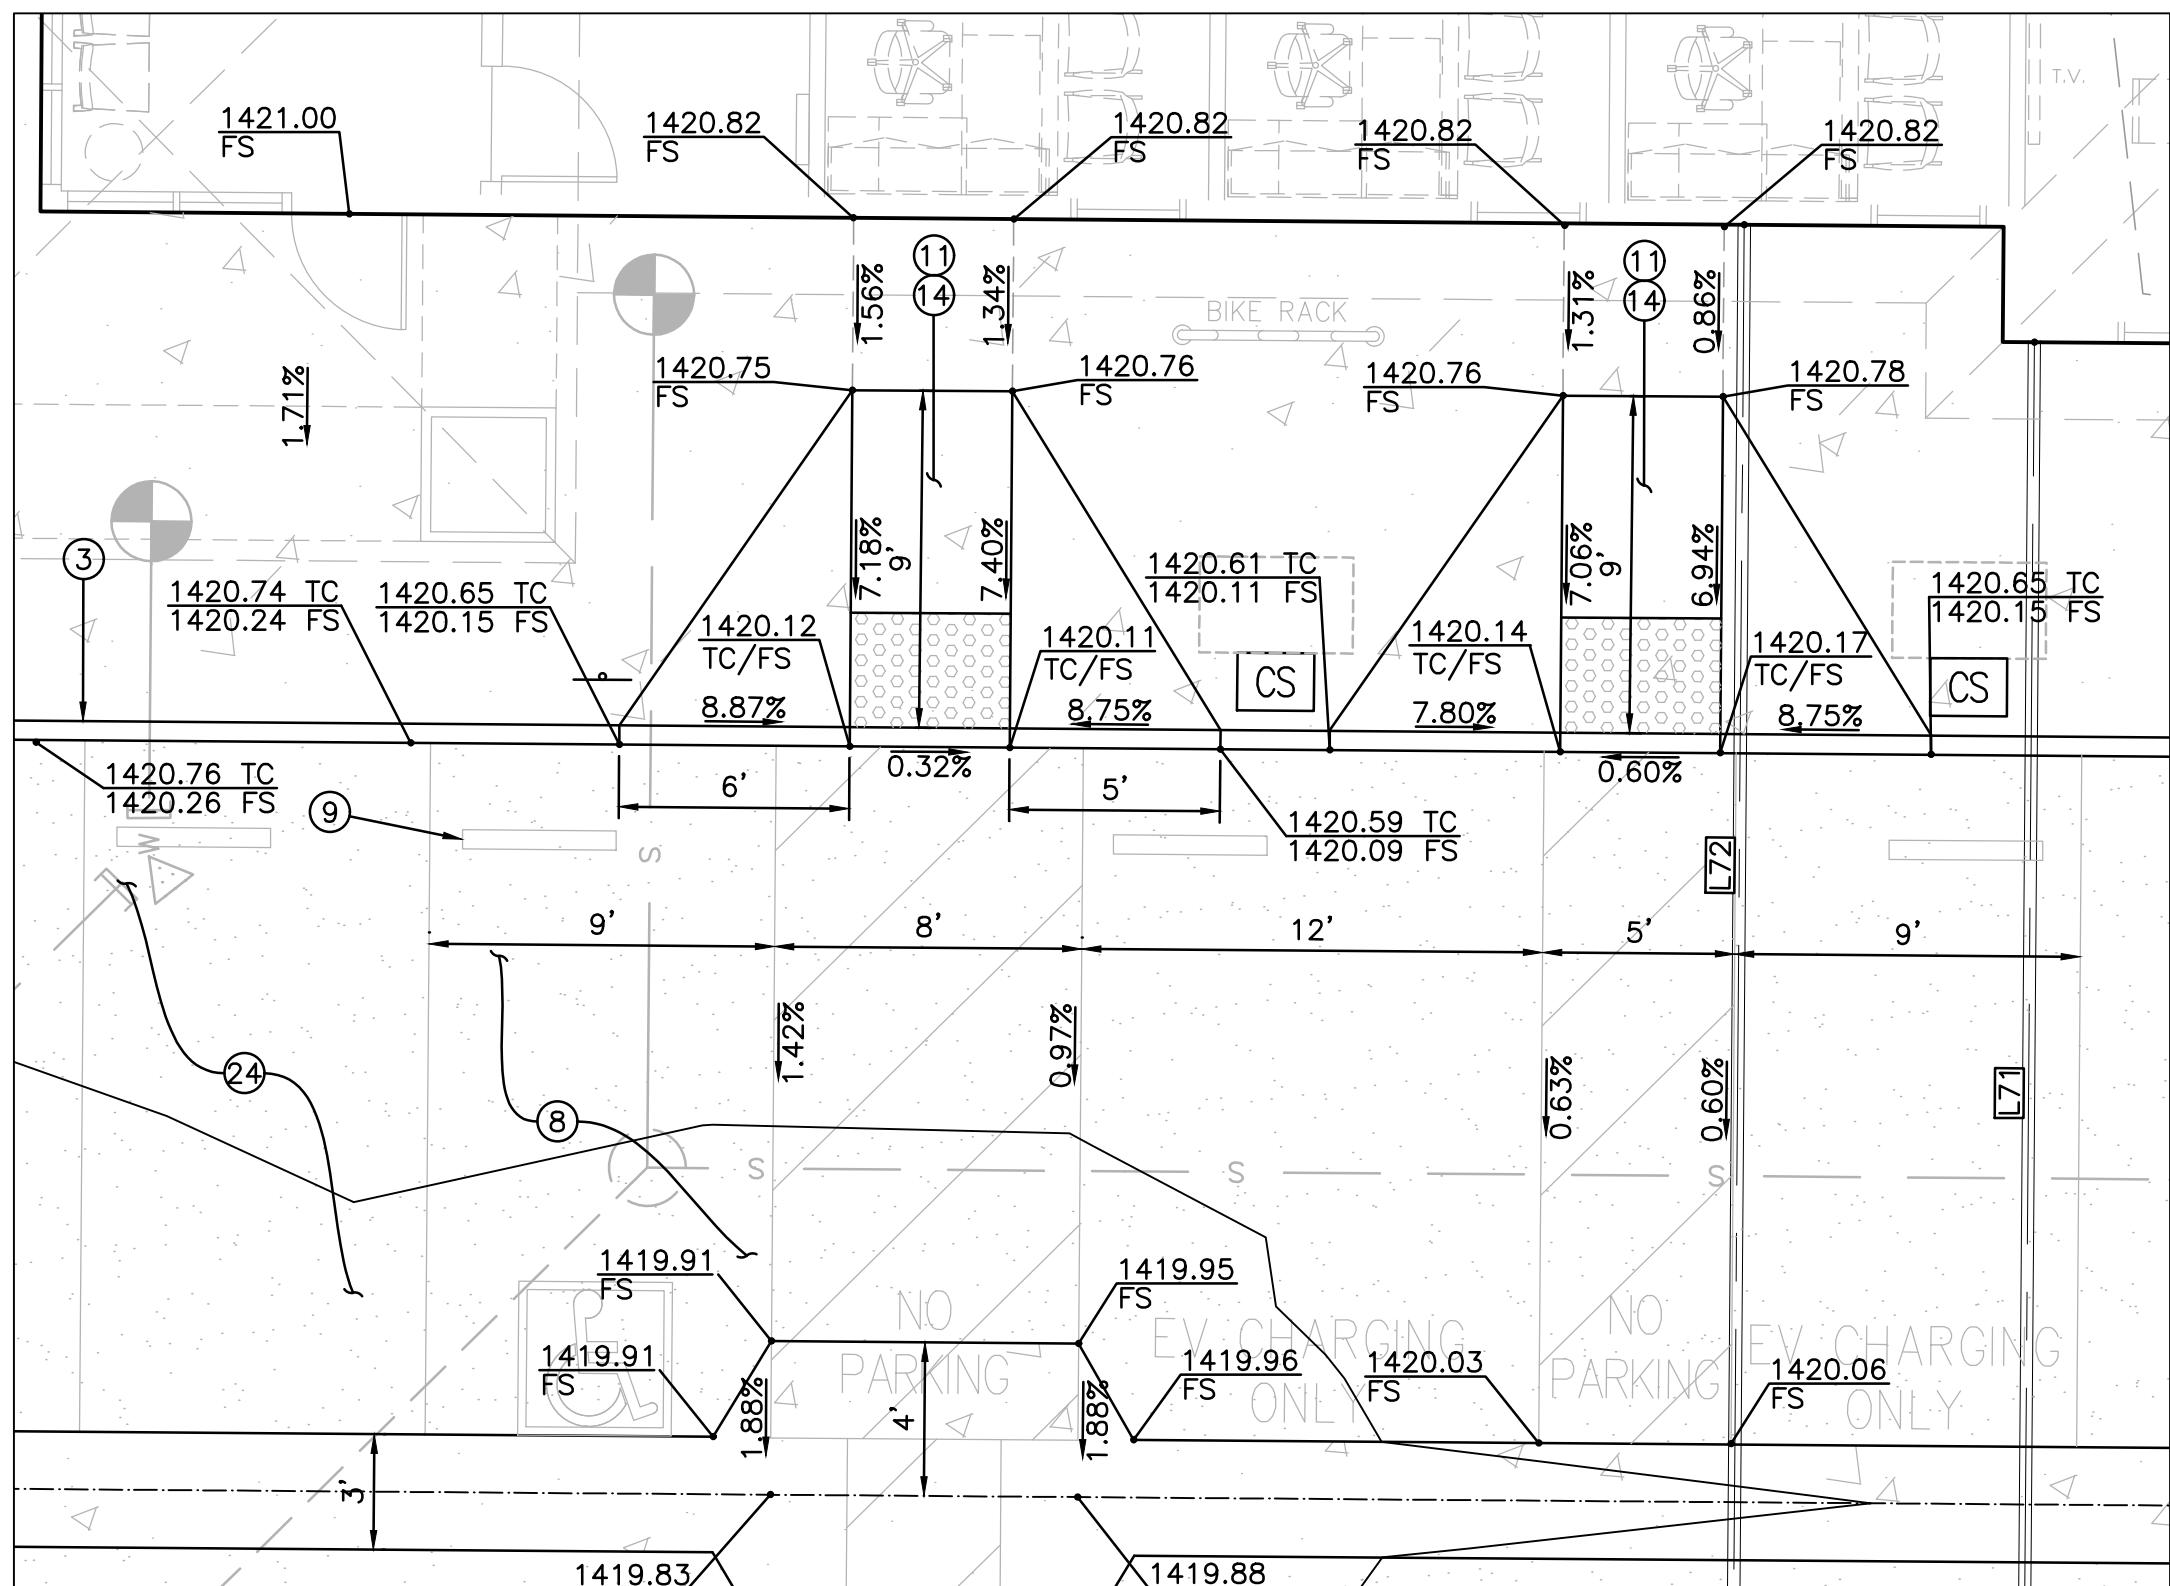 T.V.
1421.00
FS
1420.82
FS
1420.82
FS
1420.82
FS
1420.82
FS
11
14
11
14
1.56%
1.34%
1.31%
0.86%
BIKE RACK
1420.75
FS
1420.76
FS
1420.76
FS
1420.78
FS
1.71%
3
7.18%
9'
7.40%
7.06%
9'
6.94%
1420.74 TC
1420.24 FS
1420.65 TC
1420.15 FS
1420.12
TC/FS
1420.11
TC/FS
1420.61 TC
1420.11 FS
1420.14
TC/FS
1420.17
TC/FS
1420.65 TC
1420.15 FS
CS
CS
8.87%
8.75%
7.80%
8.75%
0.32%
0.60%
1420.76 TC
1420.26 FS
6'
5'
1420.59 TC
1420.09 FS
9
W
S
L72
9'
8'
12'
5'
9'
1.42%
0.97%
0.63%
0.60%
L71
24
8
S
S
S
1419.91
FS
1419.95
FS
NO
PARKING
EV CHARGING
ONLY
NO
PARKING
EV CHARGING
ONLY
1419.91
FS
1419.96
FS
1420.03
FS
1420.06
FS
1.88%
4'
1.88%
3'
1419.83
1419.88